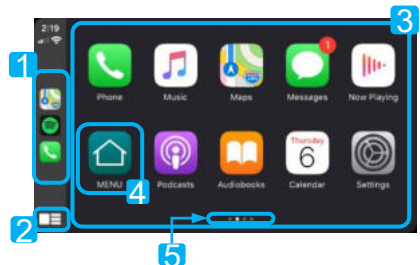 2:19
3
1
1
Phone
Music
Maps
Messages
Now Playing
Thursday
6
MENU
Podcasts
Audiobooks
Calendar
Settings
4
2
5